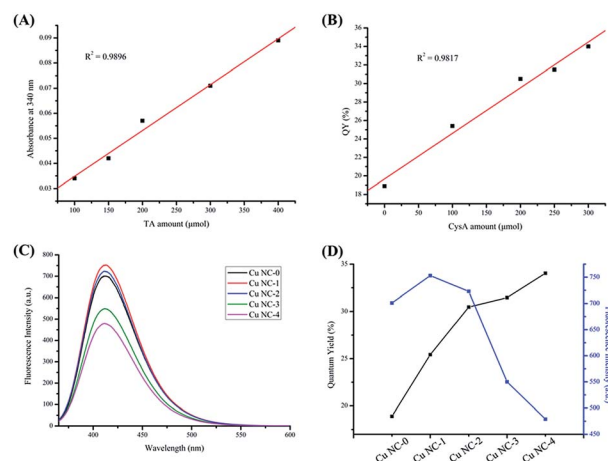 (A)
R² = 0.9896
Absorbance at 340 nm
0.09
0.08
0.07
0.06
0.05
0.04
0.03
100 150 200 250 300 350 400
TA amount (μmol)
(B)
R² = 0.9817
QY (%)
36
34
32
30
28
26
24
22
20
18
16
0 50 100 150 200 250 300
CysA amount (μmol)
(C)
Cu NC-0
Cu NC-1
Cu NC-2
Cu NC-3
Cu NC-4
Fluorescence Intensity (a.u.)
800
700
600
500
400
300
200
100
0
400 450 500 550 600
Wavelength (nm)
(D)
Quantum Yield (%)
30
25
20
750
700
650
600
550
500
450
Cu NC-0
Cu NC-1
Cu NC-2
Cu NC-3
Cu NC-4
Fluorescence Intensity (a.u.)